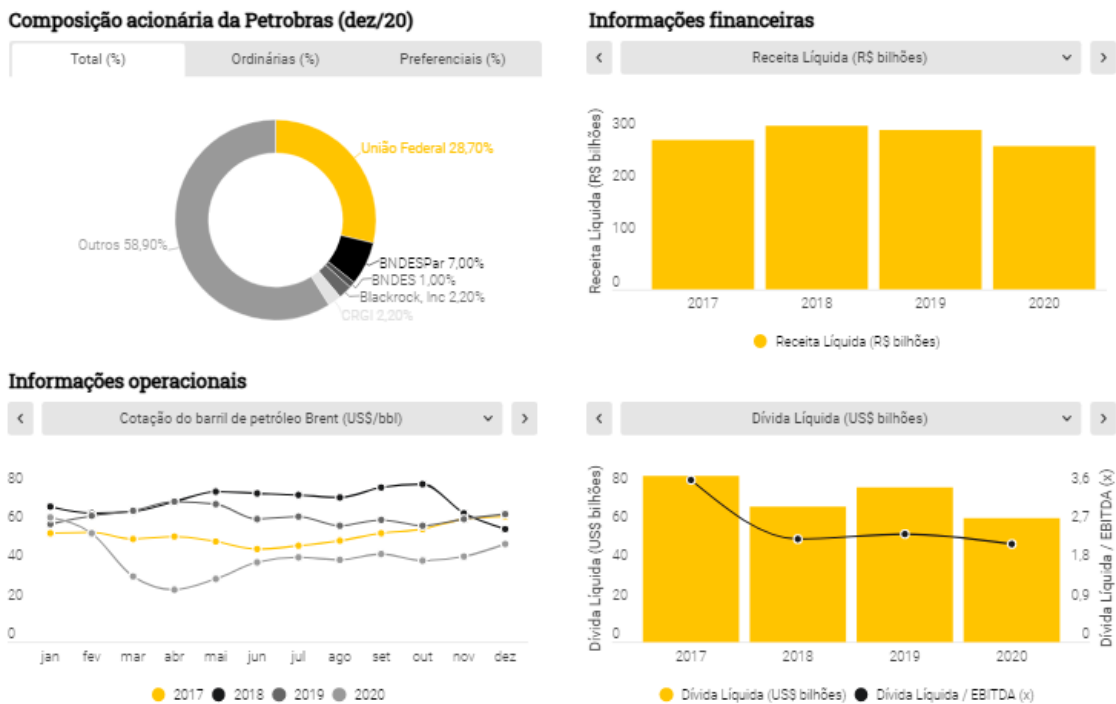 Composição acionária da Petrobras (dez/20)
Total (%)
Ordinárias (%)
Preferenciais (%)
União Federal 28,70%
BNDESPar 7,00%
BNDES 1,00%
Blackrock, Inc 2,20%
CRGI 2,20%
Outros 58,90%
Informações financeiras
<
Receita Líquida (R$ bilhões)
>
Receita Líquida (R$ bilhões)
300
200
100
0
2017 2018 2019 2020
Receita Líquida (R$ bilhões)
Informações operacionais
<
Cotação do barril de petróleo Brent (US$/bbl)
>
80
60
40
20
0
jan fev mar abr mai jun jul ago set out nov dez
2017 2018 2019 2020
<
Dívida Líquida (US$ bilhões)
>
Dívida Líquida (US$ bilhões)
80
60
40
20
0
3,6
2,7
1,8
0,9
0
Dívida Líquida / EBITDA (x)
2017 2018 2019 2020
Dívida Líquida (US$ bilhões) Dívida Líquida / EBITDA (x)